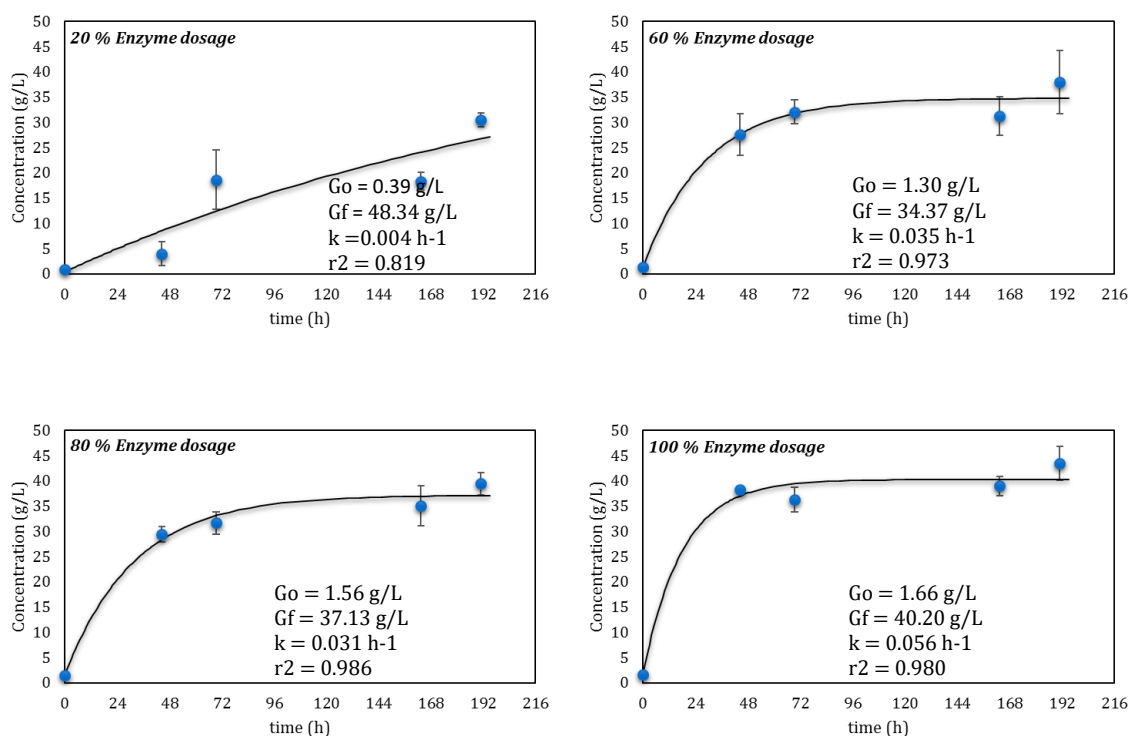 20 % Enzyme dosage
50
45
40
35
30
25
20
15
10
5
0
Concentration (g/L)
Go = 0.39 g/L
Gf = 48.34 g/L
k =0.004 h-1
r2 = 0.819
0 24 48 72 96 120 144 168 192 216
time (h)
60 % Enzyme dosage
50
45
40
35
30
25
20
15
10
5
0
Concentration (g/L)
Go = 1.30 g/L
Gf = 34.37 g/L
k = 0.035 h-1
r2 = 0.973
0 24 48 72 96 120 144 168 192 216
time (h)
80 % Enzyme dosage
50
45
40
35
30
25
20
15
10
5
0
Concentration (g/L)
Go = 1.56 g/L
Gf = 37.13 g/L
k = 0.031 h-1
r2 = 0.986
0 24 48 72 96 120 144 168 192 216
time (h)
100 % Enzyme dosage
50
45
40
35
30
25
20
15
10
5
0
Concentration (g/L)
Go = 1.66 g/L
Gf = 40.20 g/L
k = 0.056 h-1
r2 = 0.980
0 24 48 72 96 120 144 168 192 216
time (h)